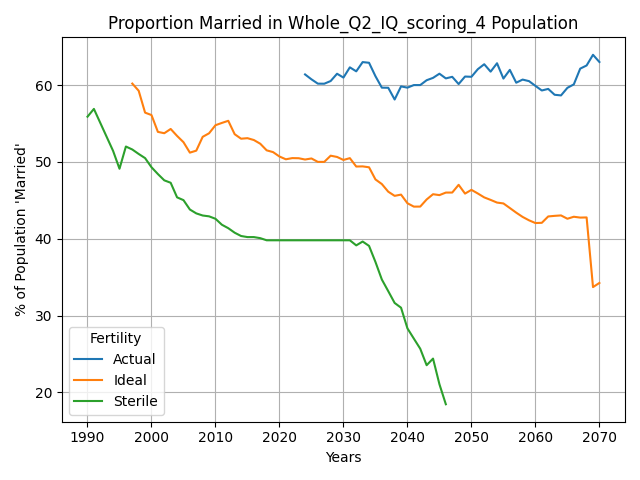 Proportion Married in Whole_Q2_IQ_scoring_4 Population
% of Population 'Married'
60
50
40
30
20
Fertility
Actual
Ideal
Sterile
1990 2000 2010 2020 2030 2040 2050 2060 2070
Years